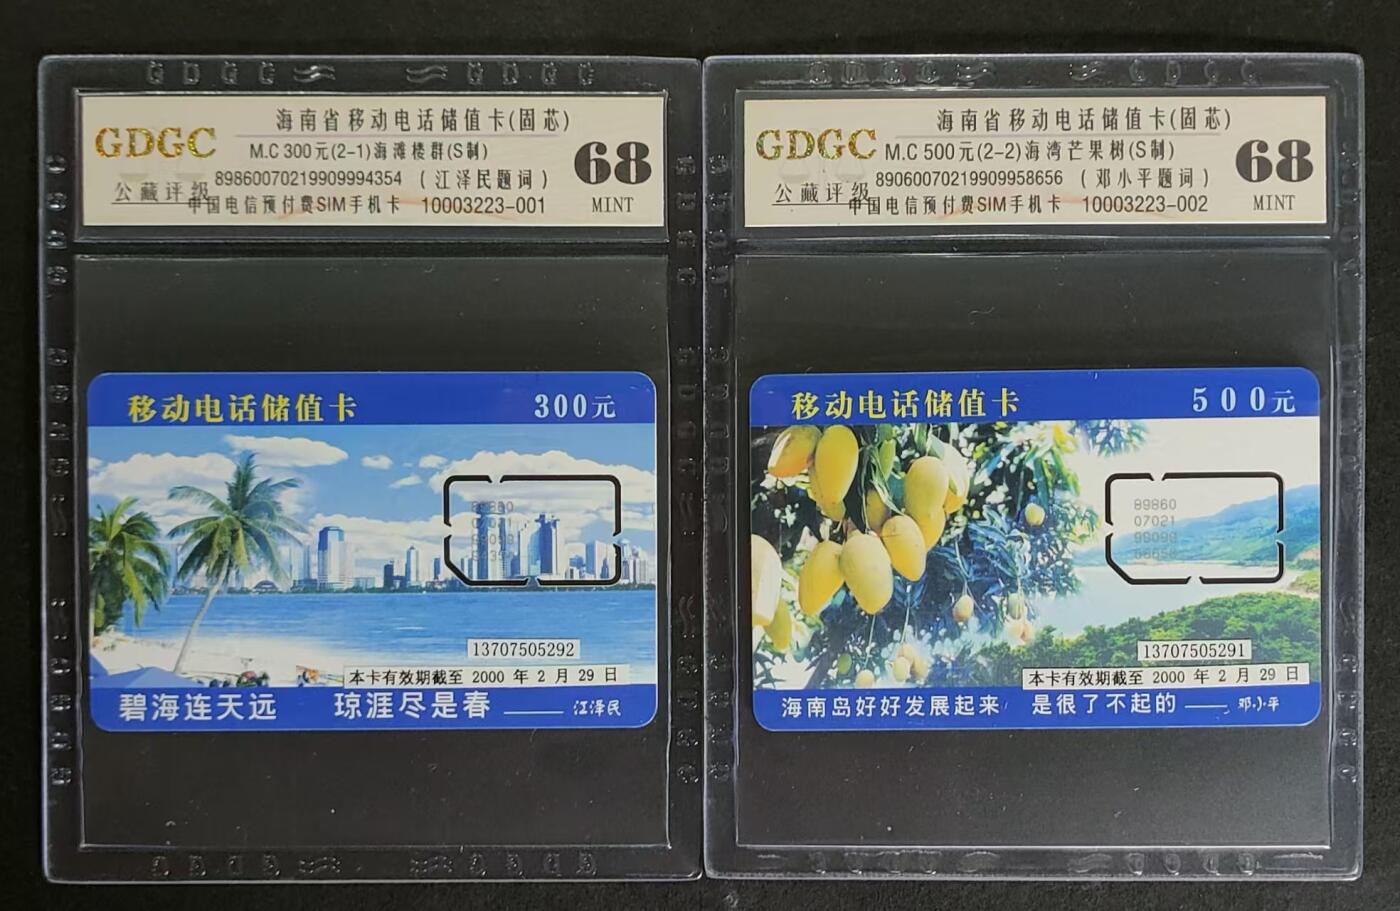 GDGC
公藏评级
海南省移动电话储值卡(固芯)
M.C 300元(2-1)海滩楼群(S制)
89860070219909994354 (江泽民题词)
中国电信预付费SIM手机卡 10003223-001
68
MINT
移动电话储值卡 300元
89860
07021
99099
94354
13707505292
本卡有效期截至 2000 年 2 月 29 日
碧海连天远 琼涯尽是春 —— 江泽民
GDGC
公藏评级
海南省移动电话储值卡(固芯)
M.C 500元(2-2)海湾芒果树(S制)
89060070219909958656 (邓小平题词)
中国电信预付费SIM手机卡 10003223-002
68
MINT
移动电话储值卡 500元
89860
07021
99099
13707505291
本卡有效期截至 2000 年 2 月 29 日
海南岛好好发展起来 是很了不起的 —— 邓小平